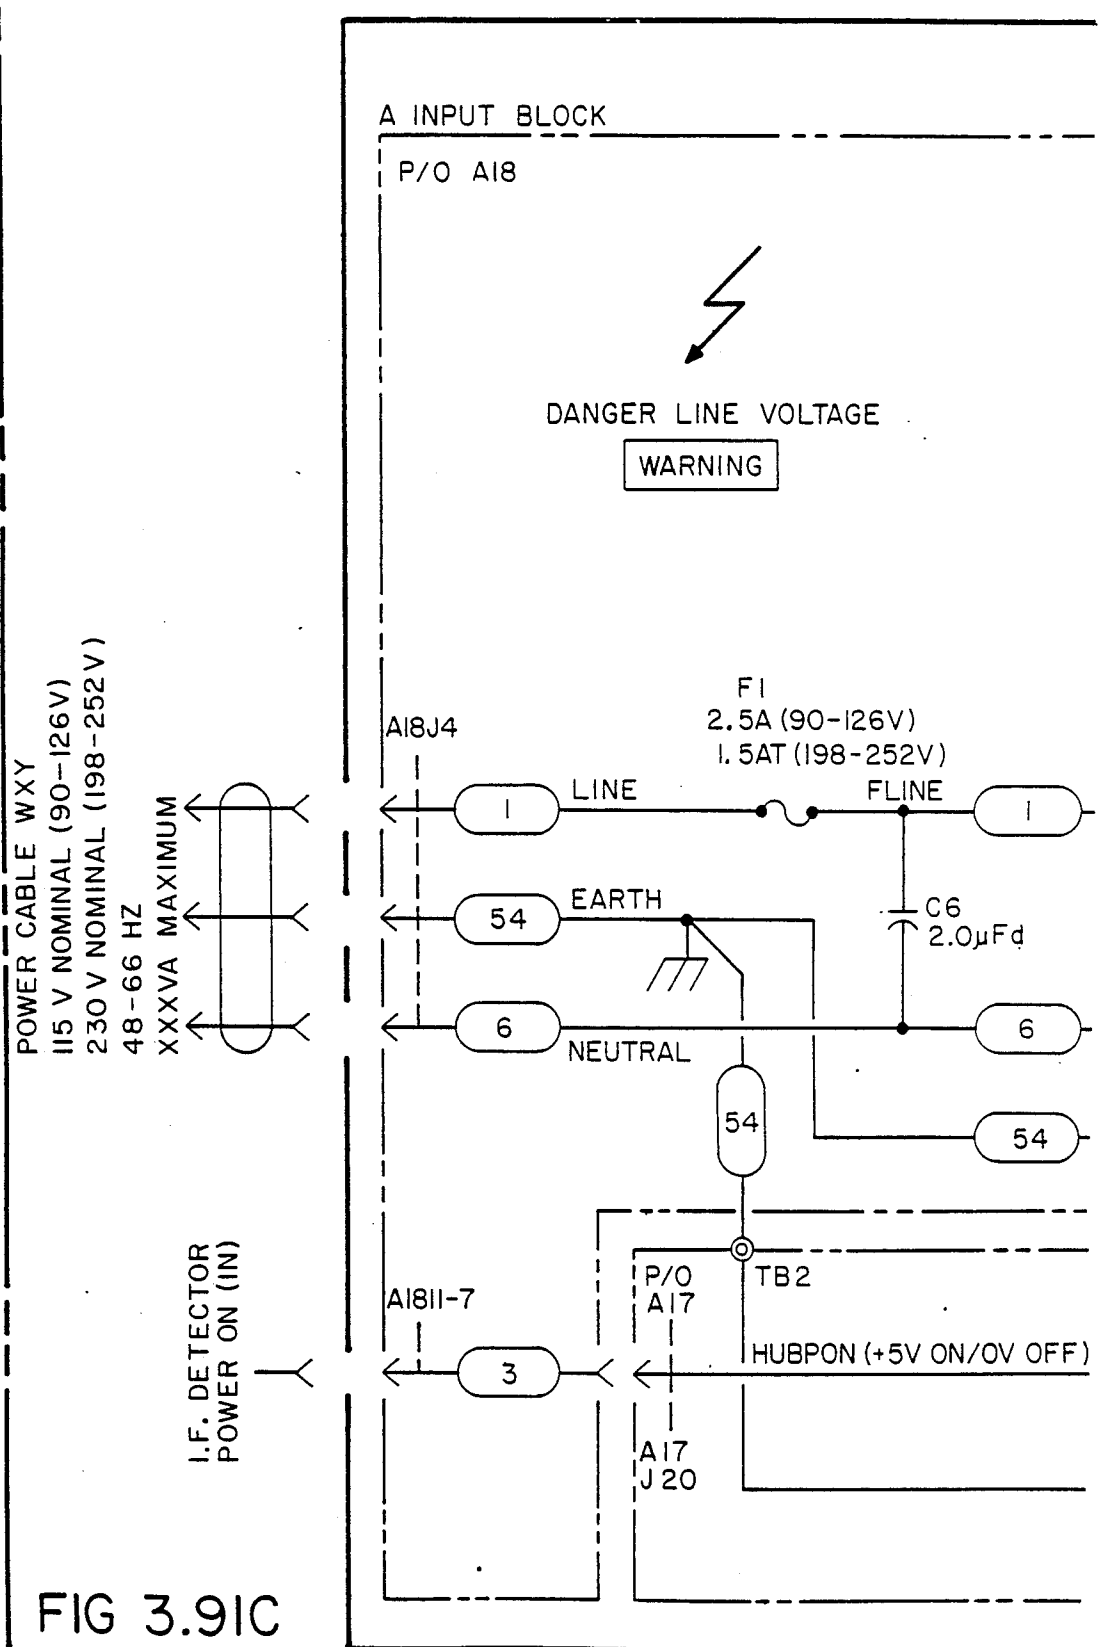 A INPUT BLOCK
P/O A18
DANGER LINE VOLTAGE
WARNING
POWER CABLE WXY
115 V NOMINAL (90-126V)
230 V NOMINAL (198-252V)
48-66 HZ
XXXVA MAXIMUM
A18J4
F1
2.5A (90-126V)
1.5AT (198-252V)
1
LINE
FLINE
1
54
EARTH
C6
2.0µFd
6
NEUTRAL
6
54
54
I.F. DETECTOR
POWER ON (IN)
A1811-7
3
P/O
A17
TB2
HUBPON (+5V ON/0V OFF)
A17
J20
FIG 3.91C